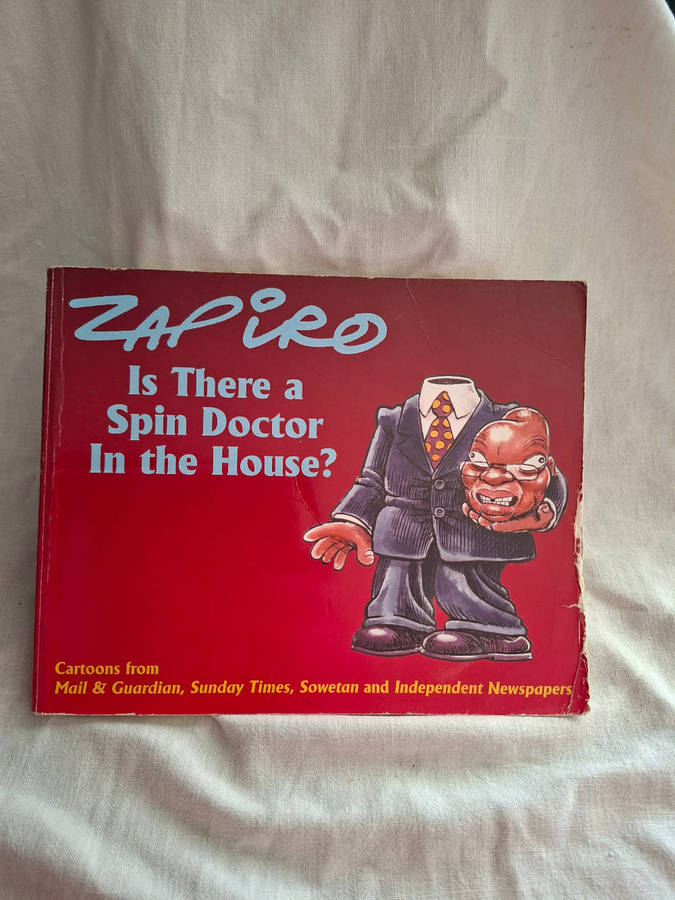 ZAPIRO
Is There a
Spin Doctor
In the House?
Cartoons from
Mail & Guardian, Sunday Times, Sowetan and Independent Newspapers